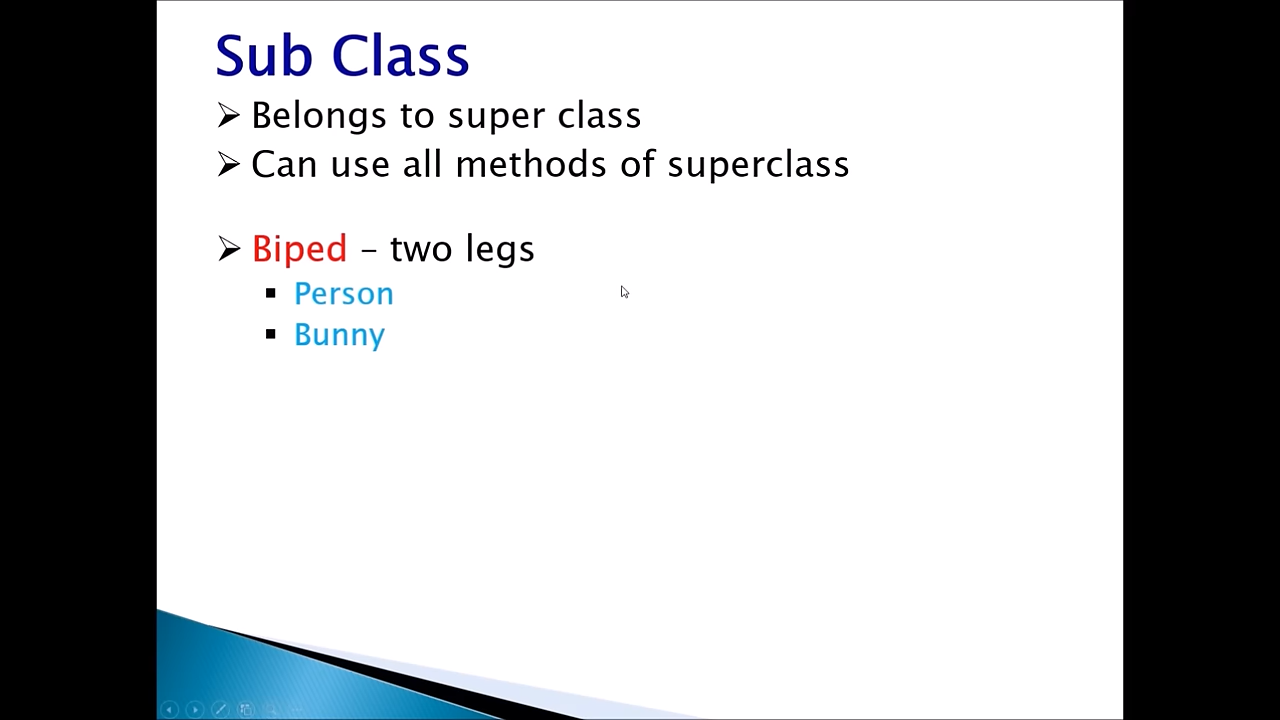 Sub Class
➢ Belongs to super class
➢ Can use all methods of superclass
➢ Biped – two legs
▪ Person
▪ Bunny